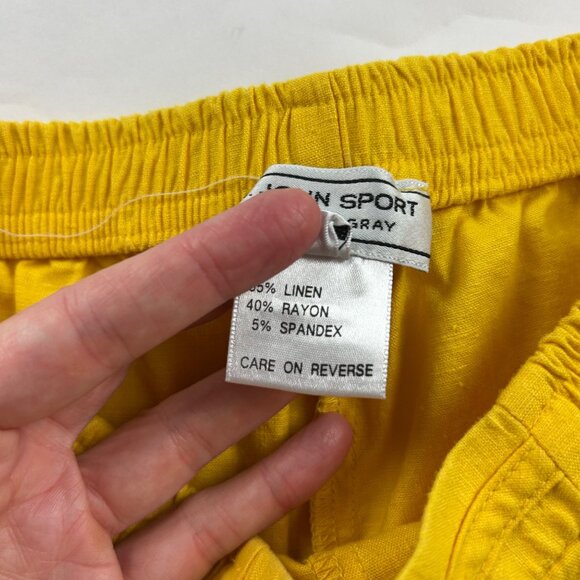 SPORT
GRAY
LINEN
40% RAYON
5% SPANDEX
CARE ON REVERSE